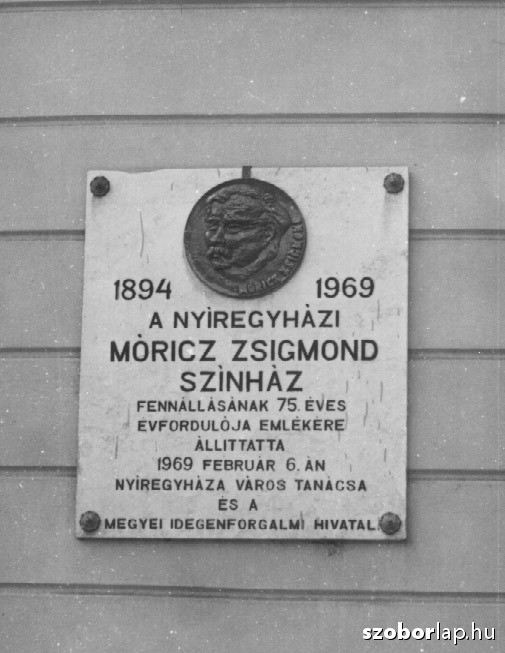 MÓRICZ ZSIGMOND
1894 1969
A NYÍREGYHÁZI
MÓRICZ ZSIGMOND
SZÍNHÁZ
FENNÁLLÁSÁNAK 75. ÉVES
ÉVFORDULÓJA EMLÉKÉRE
ÁLLITTATTA
1969 FEBRUÁR 6. ÁN
NYÍREGYHÁZA VÁROS TANÁCSA
ÉS A
MEGYEI IDEGENFORGALMI HIVATAL
szoborlap.hu